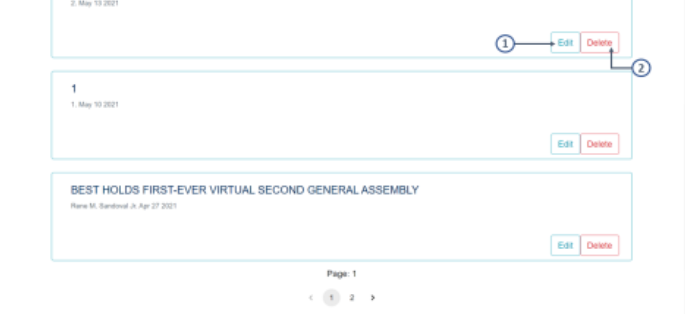 2. May 13 2021
1 Edit Delete
2
1
1. May 10 2021
Edit Delete
BEST HOLDS FIRST-EVER VIRTUAL SECOND GENERAL ASSEMBLY
Rene M. Sandoval Jr. Apr 27 2021
Edit Delete
Page: 1
< 1 2 >